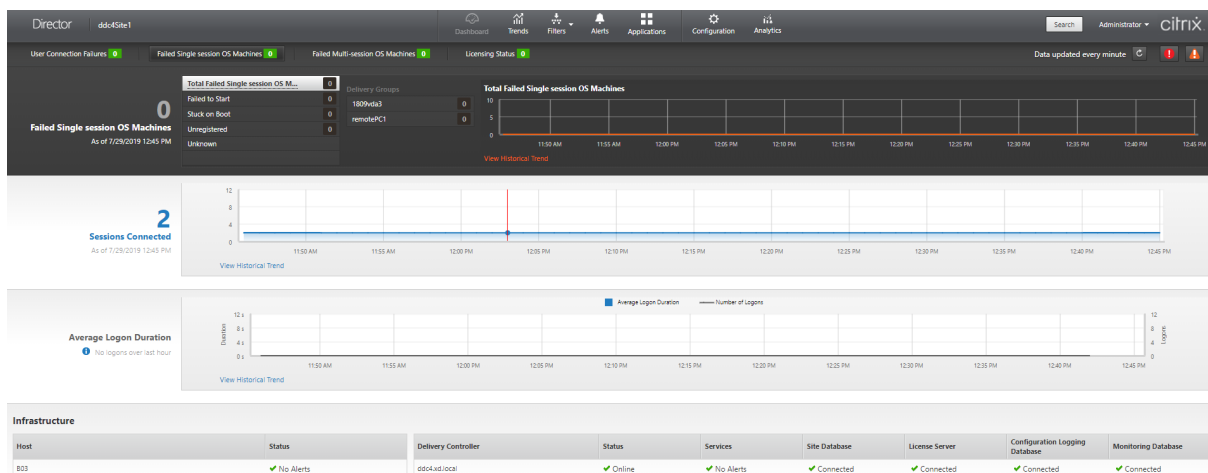 Director ddc4Site1 Dashboard Trends Filters Alerts Applications Configuration Analytics Search Administrator citrix
User Connection Failures 0 Failed Single session OS Machines 0 Failed Multi-session OS Machines 0 Licensing Status 0 Data updated every minute
0
Failed Single session OS Machines
As of 7/29/2019 12:45 PM
Total Failed Single session OS M... 0
Failed to Start 0
Stuck on Boot 0
Unregistered 0
Unknown
Delivery Groups
1809vda3 0
remotePC1 0
Total Failed Single session OS Machines
10
5
0
11:50 AM 11:55 AM 12:00 PM 12:05 PM 12:10 PM 12:15 PM 12:20 PM 12:25 PM 12:30 PM 12:35 PM 12:40 PM 12:45 PM
View Historical Trend
2
Sessions Connected
As of 7/29/2019 12:45 PM
12
8
4
0
11:50 AM 11:55 AM 12:00 PM 12:05 PM 12:10 PM 12:15 PM 12:20 PM 12:25 PM 12:30 PM 12:35 PM 12:40 PM 12:45 PM
View Historical Trend
Average Logon Duration
No logons over last hour
Average Logon Duration Number of Logons
Duration
12 s
8 s
4 s
0 s
12
8
4
0
Logons
11:50 AM 11:55 AM 12:00 PM 12:05 PM 12:10 PM 12:15 PM 12:20 PM 12:25 PM 12:30 PM 12:35 PM 12:40 PM 12:45 PM
View Historical Trend
Infrastructure
Host Status Delivery Controller Status Services Site Database License Server Configuration Logging Database Monitoring Database
B03 No Alerts ddc4.xd.local Online No Alerts Connected Connected Connected Connected